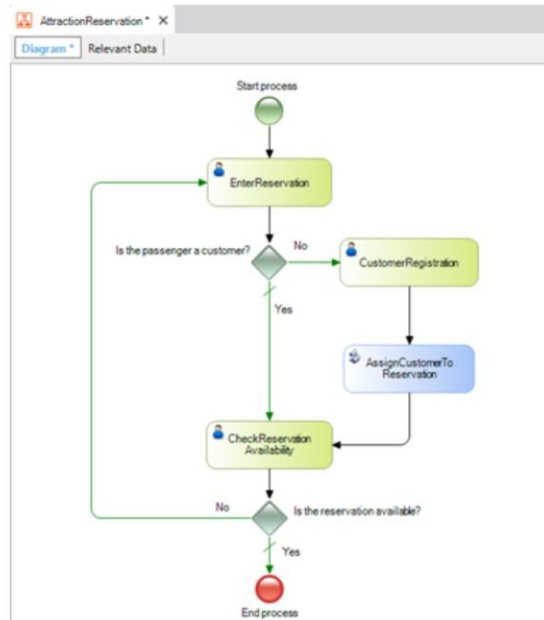 AttractionReservation *
Diagram *
Relevant Data
Start process
EnterReservation
Is the passenger a customer?
No
CustomerRegistration
Yes
AssignCustomerTo
Reservation
CheckReservation
Availability
No
Is the reservation available?
Yes
End process